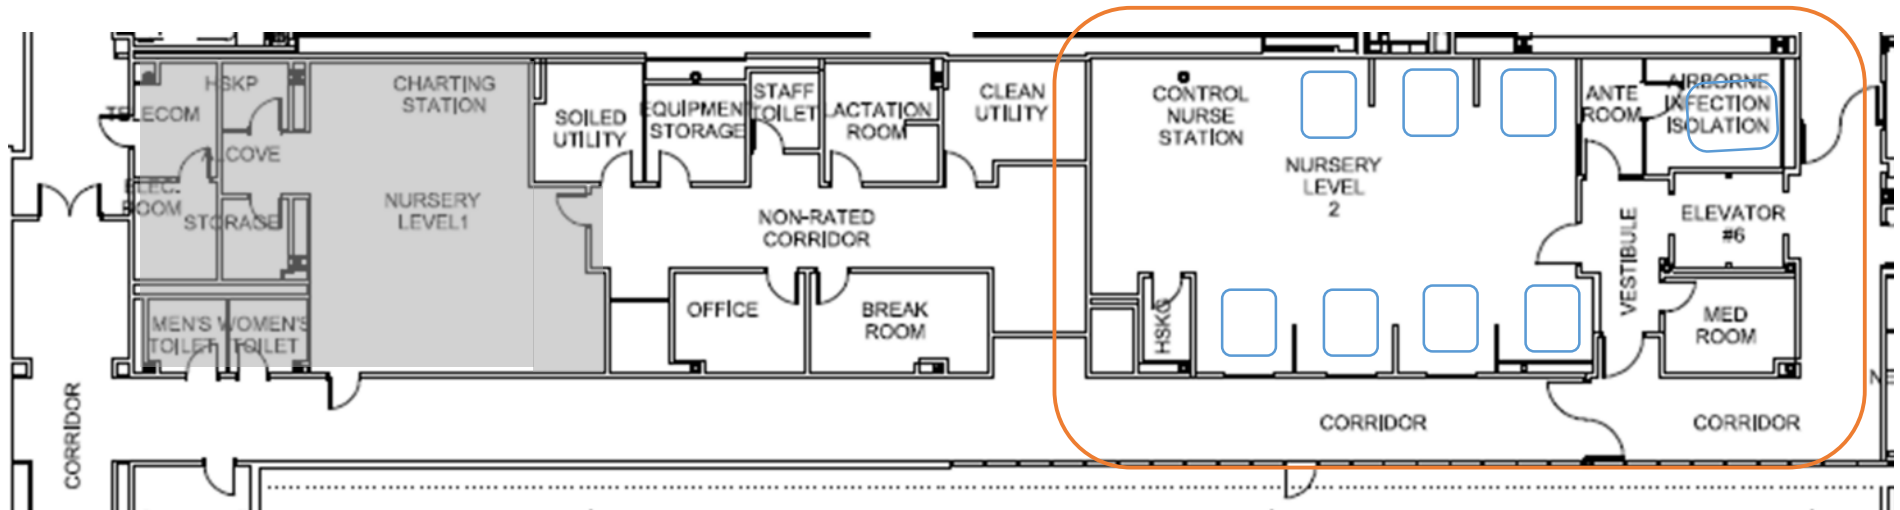 HSKP
TELECOM
ALCOVE
ELEC.
ROOM
STORAGE
MEN'S
TOILET
WOMEN'S
TOILET
CHARTING
STATION
NURSERY
LEVEL1
SOILED
UTILITY
EQUIPMENT
STORAGE
STAFF
TOILET
LACTATION
ROOM
CLEAN
UTILITY
NON-RATED
CORRIDOR
OFFICE
BREAK
ROOM
CONTROL
NURSE
STATION
NURSERY
LEVEL
2
HSKG
ANTE
ROOM
AIRBORNE
INFECTION
ISOLATION
VESTIBULE
ELEVATOR
#6
MED
ROOM
CORRIDOR
CORRIDOR
CORRIDOR